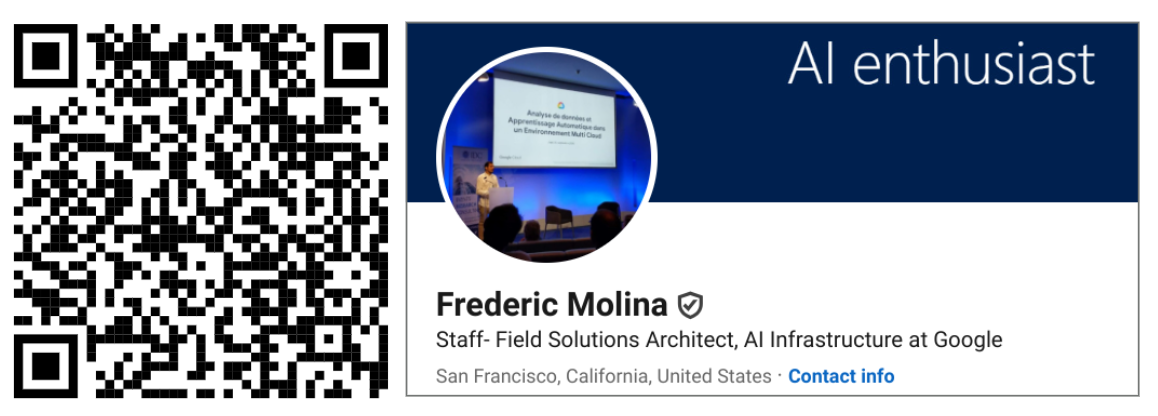 AI enthusiast
Analyse de données et
Apprentissage Automatique dans
un Environnement Multi Cloud
Frederic Molina
Staff- Field Solutions Architect, AI Infrastructure at Google
San Francisco, California, United States · Contact info